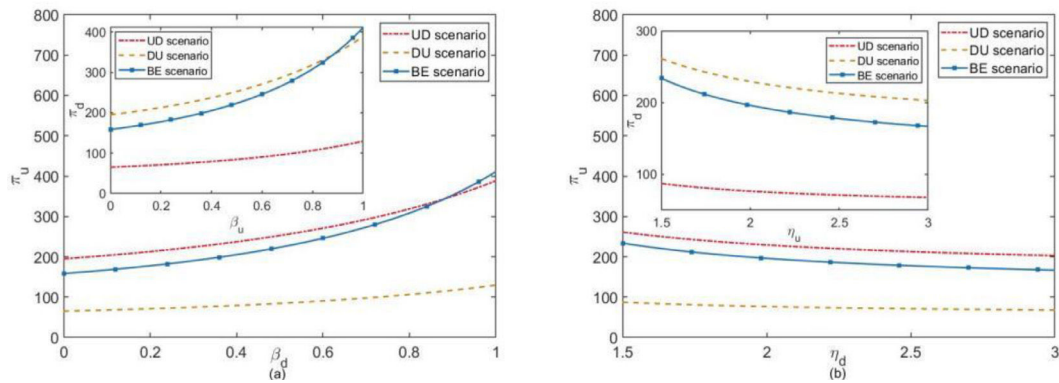 800
700
600
500
400
300
200
100
0
π_u
0 0.2 0.4 0.6 0.8 1
β_d
(a)
UD scenario
DU scenario
BE scenario
400
300
200
100
0
π_d
0 0.2 0.4 0.6 0.8 1
β_u
UD scenario
DU scenario
BE scenario
800
700
600
500
400
300
200
100
0
π_u
1.5 2 2.5 3
η_d
(b)
UD scenario
DU scenario
BE scenario
300
200
100
π_d
1.5 2 2.5 3
η_u
UD scenario
DU scenario
BE scenario